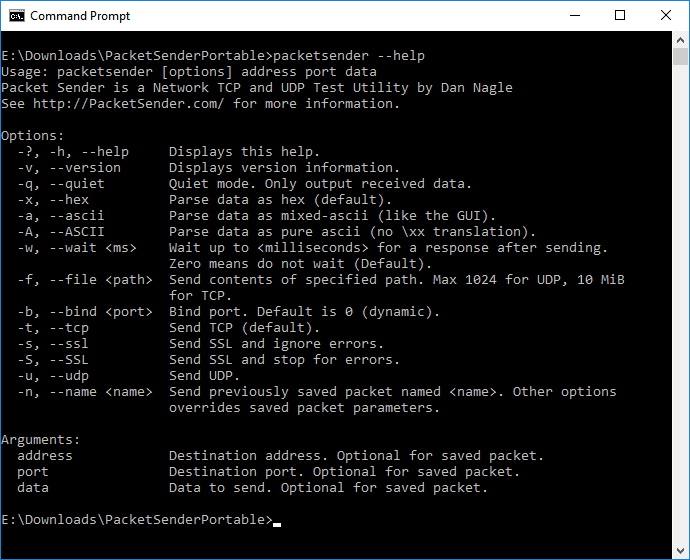 Command Prompt
E:\Downloads\PacketSenderPortable>packetsender --help
Usage: packetsender [options] address port data
Packet Sender is a Network TCP and UDP Test Utility by Dan Nagle
See http://PacketSender.com/ for more information.
Options:
-?, -h, --help Displays this help.
-v, --version Displays version information.
-q, --quiet Quiet mode. Only output received data.
-x, --hex Parse data as hex (default).
-a, --ascii Parse data as mixed-ascii (like the GUI).
-A, --ASCII Parse data as pure ascii (no \xx translation).
-w, --wait <ms> Wait up to <milliseconds> for a response after sending.
Zero means do not wait (Default).
-f, --file <path> Send contents of specified path. Max 1024 for UDP, 10 MiB
for TCP.
-b, --bind <port> Bind port. Default is 0 (dynamic).
-t, --tcp Send TCP (default).
-s, --ssl Send SSL and ignore errors.
-S, --SSL Send SSL and stop for errors.
-u, --udp Send UDP.
-n, --name <name> Send previously saved packet named <name>. Other options
overrides saved packet parameters.
Arguments:
address Destination address. Optional for saved packet.
port Destination port. Optional for saved packet.
data Data to send. Optional for saved packet.
E:\Downloads\PacketSenderPortable>